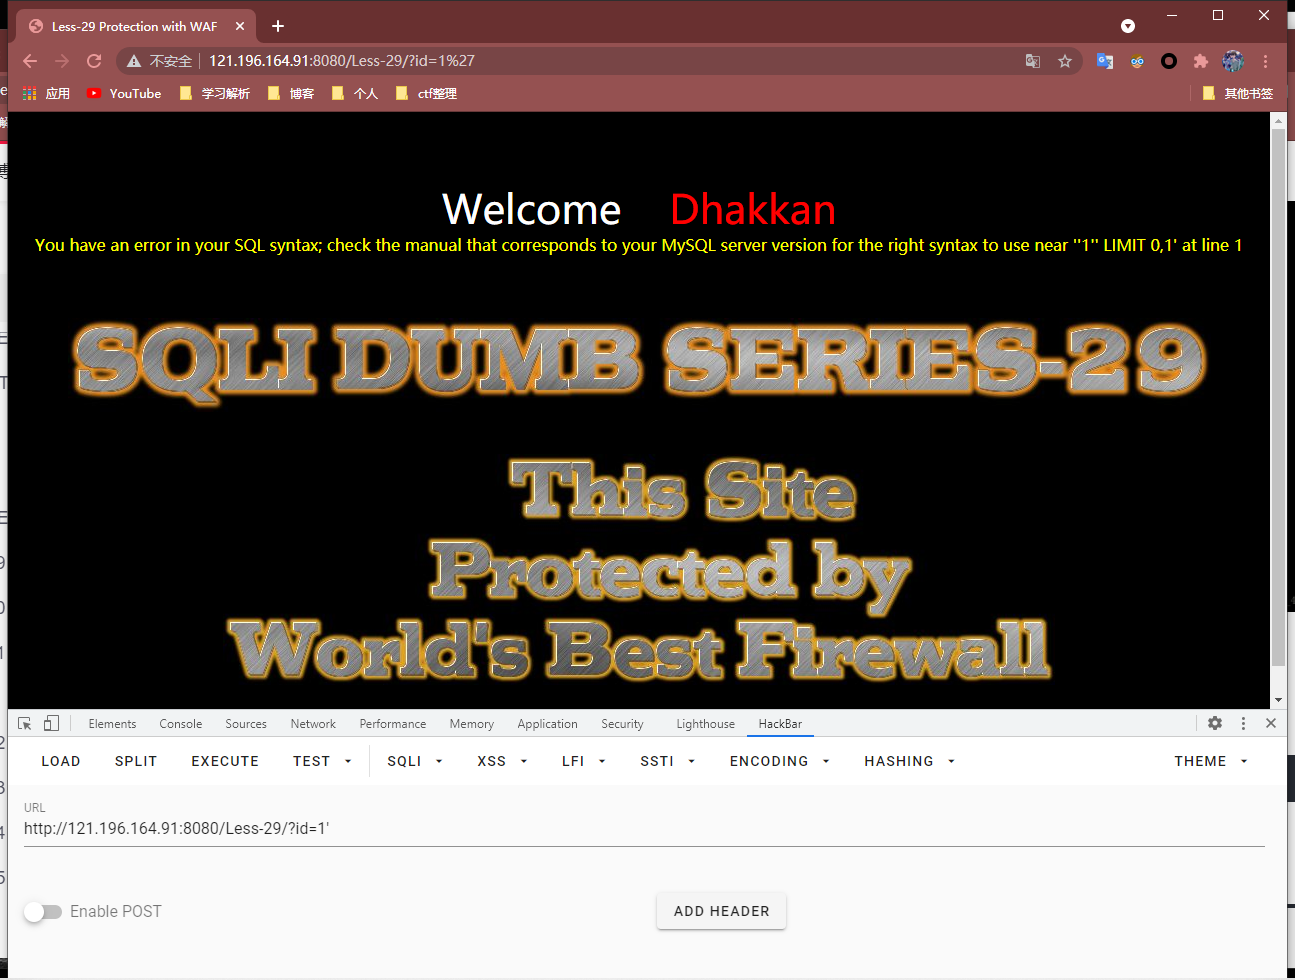 Less-29 Protection with WAF
不安全 121.196.164.91:8080/Less-29/?id=1%27
应用 YouTube 学习解析 博客 个人 ctf整理 其他书签
Welcome Dhakkan
You have an error in your SQL syntax; check the manual that corresponds to your MySQL server version for the right syntax to use near ''1'' LIMIT 0,1' at line 1
SQLI DUMB SERIES-29
This Site
Protected by
World's Best Firewall
Elements Console Sources Network Performance Memory Application Security Lighthouse HackBar
LOAD SPLIT EXECUTE TEST SQLI XSS LFI SSTI ENCODING HASHING THEME
URL
http://121.196.164.91:8080/Less-29/?id=1'
Enable POST ADD HEADER